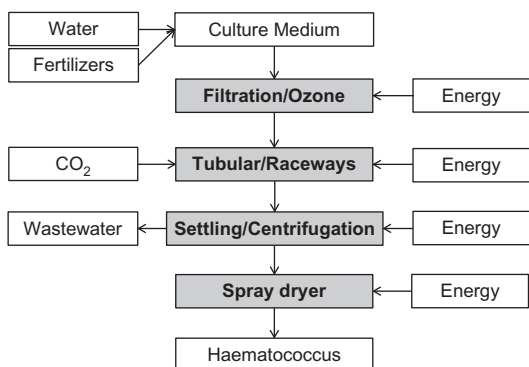 Water
Culture Medium
Fertilizers
Filtration/Ozone
Energy
CO₂
Tubular/Raceways
Energy
Wastewater
Settling/Centrifugation
Energy
Spray dryer
Energy
Haematococcus